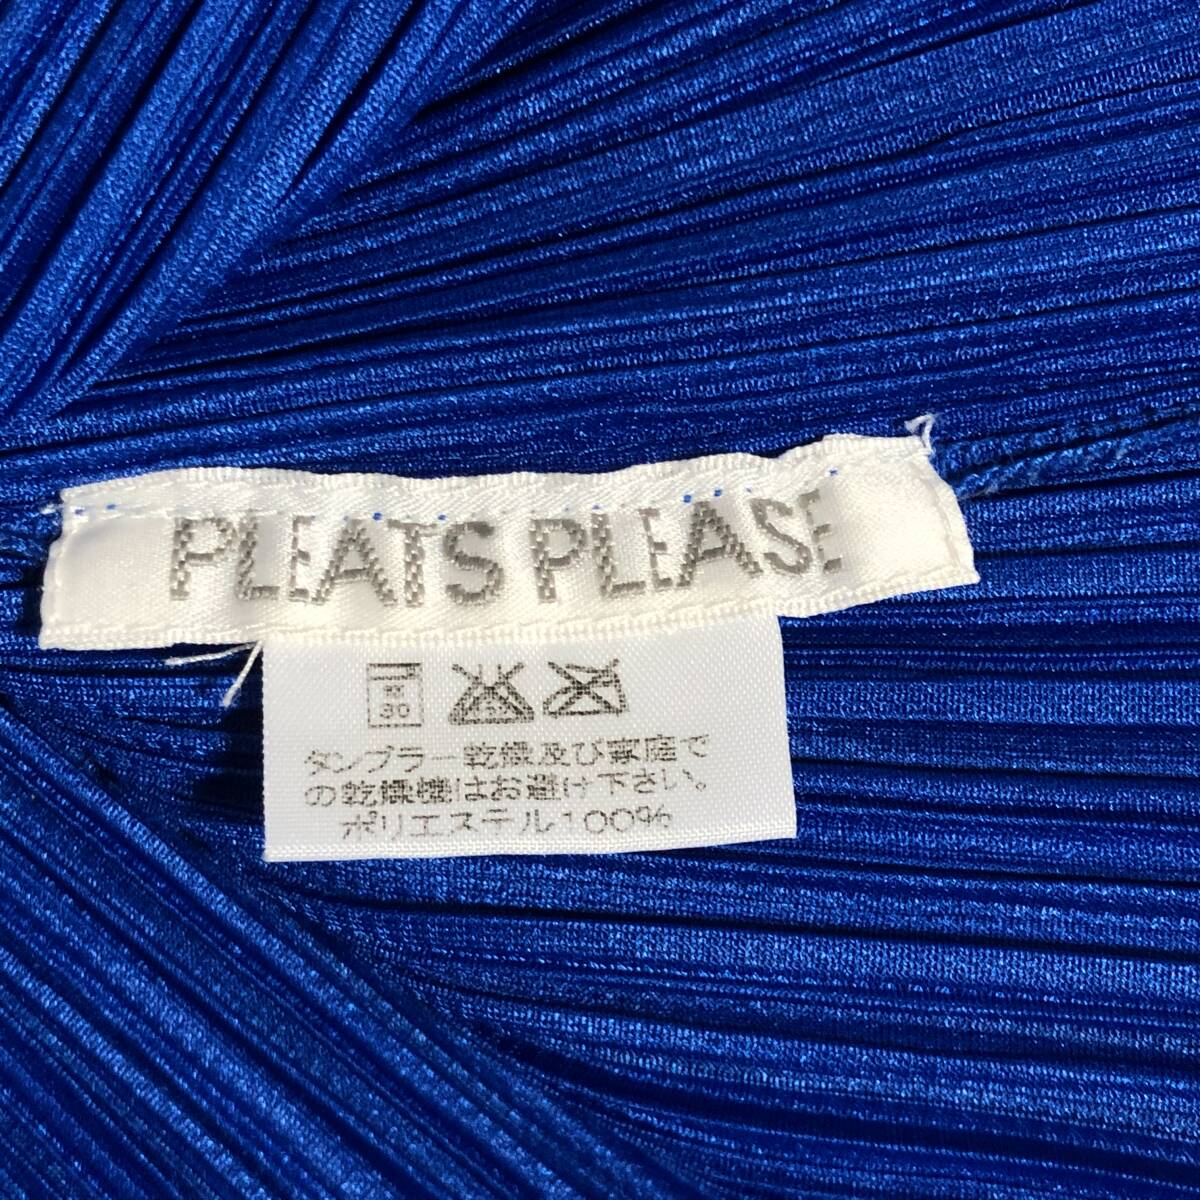 PLEATS PLEASE
30
タンブラー乾燥及び家庭で
の乾燥機はお避け下さい。
ポリエステル100%